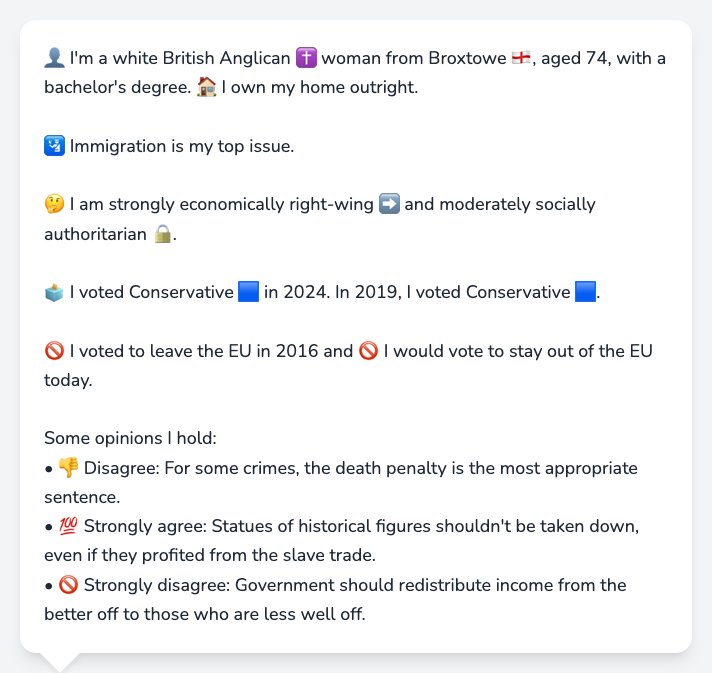 👤 I'm a white British Anglican ✝️ woman from Broxtowe 🏴󠁧󠁢󠁥󠁮󠁧󠁿, aged 74, with a
bachelor's degree. 🏠 I own my home outright.
🛂 Immigration is my top issue.
🤔 I am strongly economically right-wing ➡️ and moderately socially
authoritarian 🔒.
🗳️ I voted Conservative 🟦 in 2024. In 2019, I voted Conservative 🟦.
🚫 I voted to leave the EU in 2016 and 🚫 I would vote to stay out of the EU
today.
Some opinions I hold:
• 👎 Disagree: For some crimes, the death penalty is the most appropriate
sentence.
• 💯 Strongly agree: Statues of historical figures shouldn't be taken down,
even if they profited from the slave trade.
• 🚫 Strongly disagree: Government should redistribute income from the
better off to those who are less well off.